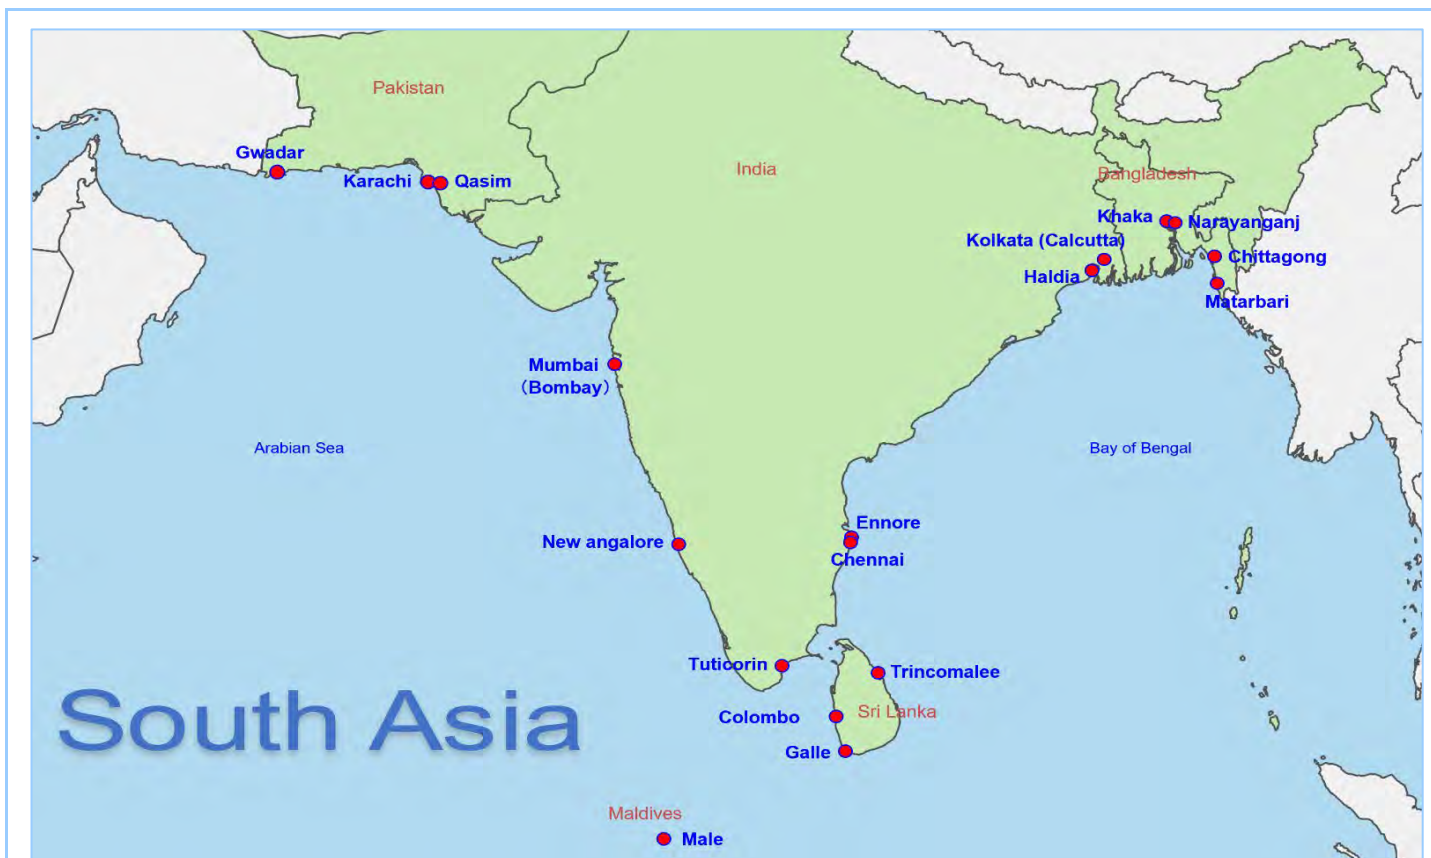 Pakistan
Gwadar
Karachi
Qasim
India
Bangladesh
Khaka
Narayanganj
Kolkata (Calcutta)
Chittagong
Haldia
Matarbari
Mumbai
（Bombay）
Arabian Sea
Bay of Bengal
Ennore
New angalore
Chennai
Tuticorin
Trincomalee
South Asia
Colombo
Sri Lanka
Galle
Maldives
Male